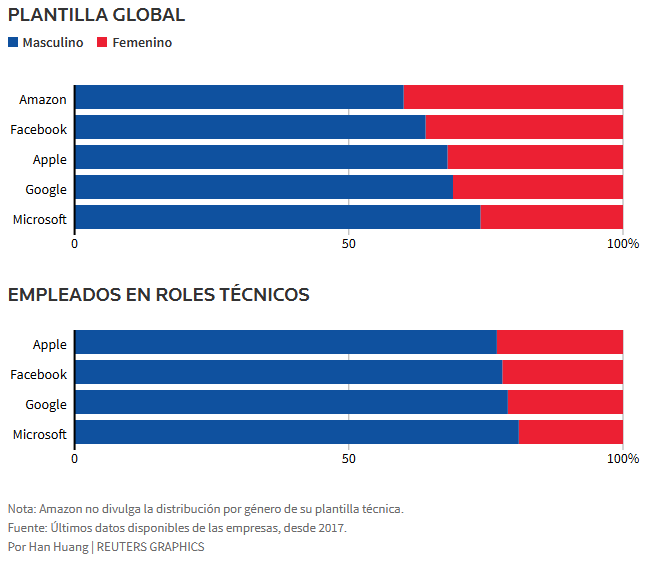 PLANTILLA GLOBAL
Masculino Femenino
Amazon
Facebook
Apple
Google
Microsoft
0 50 100%
EMPLEADOS EN ROLES TÉCNICOS
Apple
Facebook
Google
Microsoft
0 50 100%
Nota: Amazon no divulga la distribución por género de su plantilla técnica.
Fuente: Últimos datos disponibles de las empresas, desde 2017.
Por Han Huang | REUTERS GRAPHICS